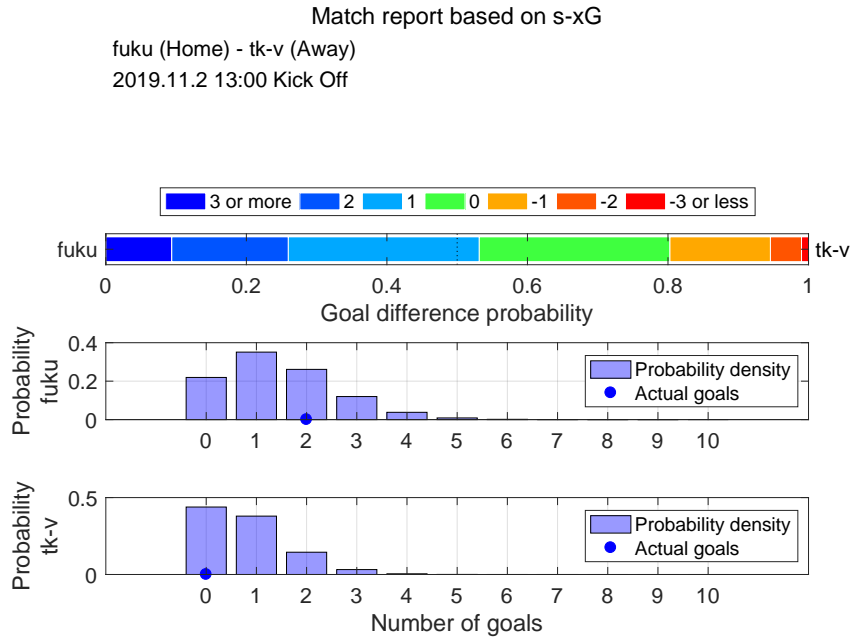 Match report based on s-xG
fuku (Home) - tk-v (Away)
2019.11.2 13:00 Kick Off
3 or more 2 1 0 -1 -2 -3 or less
fuku tk-v
0 0.2 0.4 0.6 0.8 1
Goal difference probability
Probability
fuku
0.4
0.2
0
Probability density
Actual goals
0 1 2 3 4 5 6 7 8 9 10
Probability
tk-v
0.5
0
Probability density
Actual goals
0 1 2 3 4 5 6 7 8 9 10
Number of goals